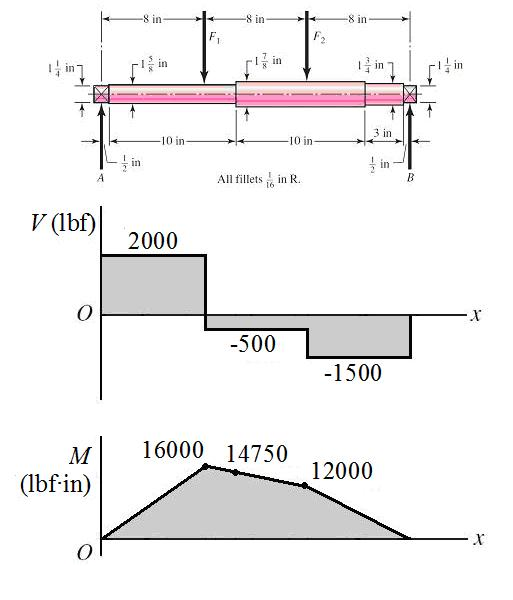 8 in 8 in 8 in
F₁ F₂
1 1/4 in 1 5/8 in 1 7/8 in 1 3/4 in 1 1/4 in
10 in 10 in 3 in
1/2 in 1/2 in
A All fillets 1/16 in R. B
V (lbf)
2000
O x
-500
-1500
M
(lbf·in)
16000 14750
12000
O x